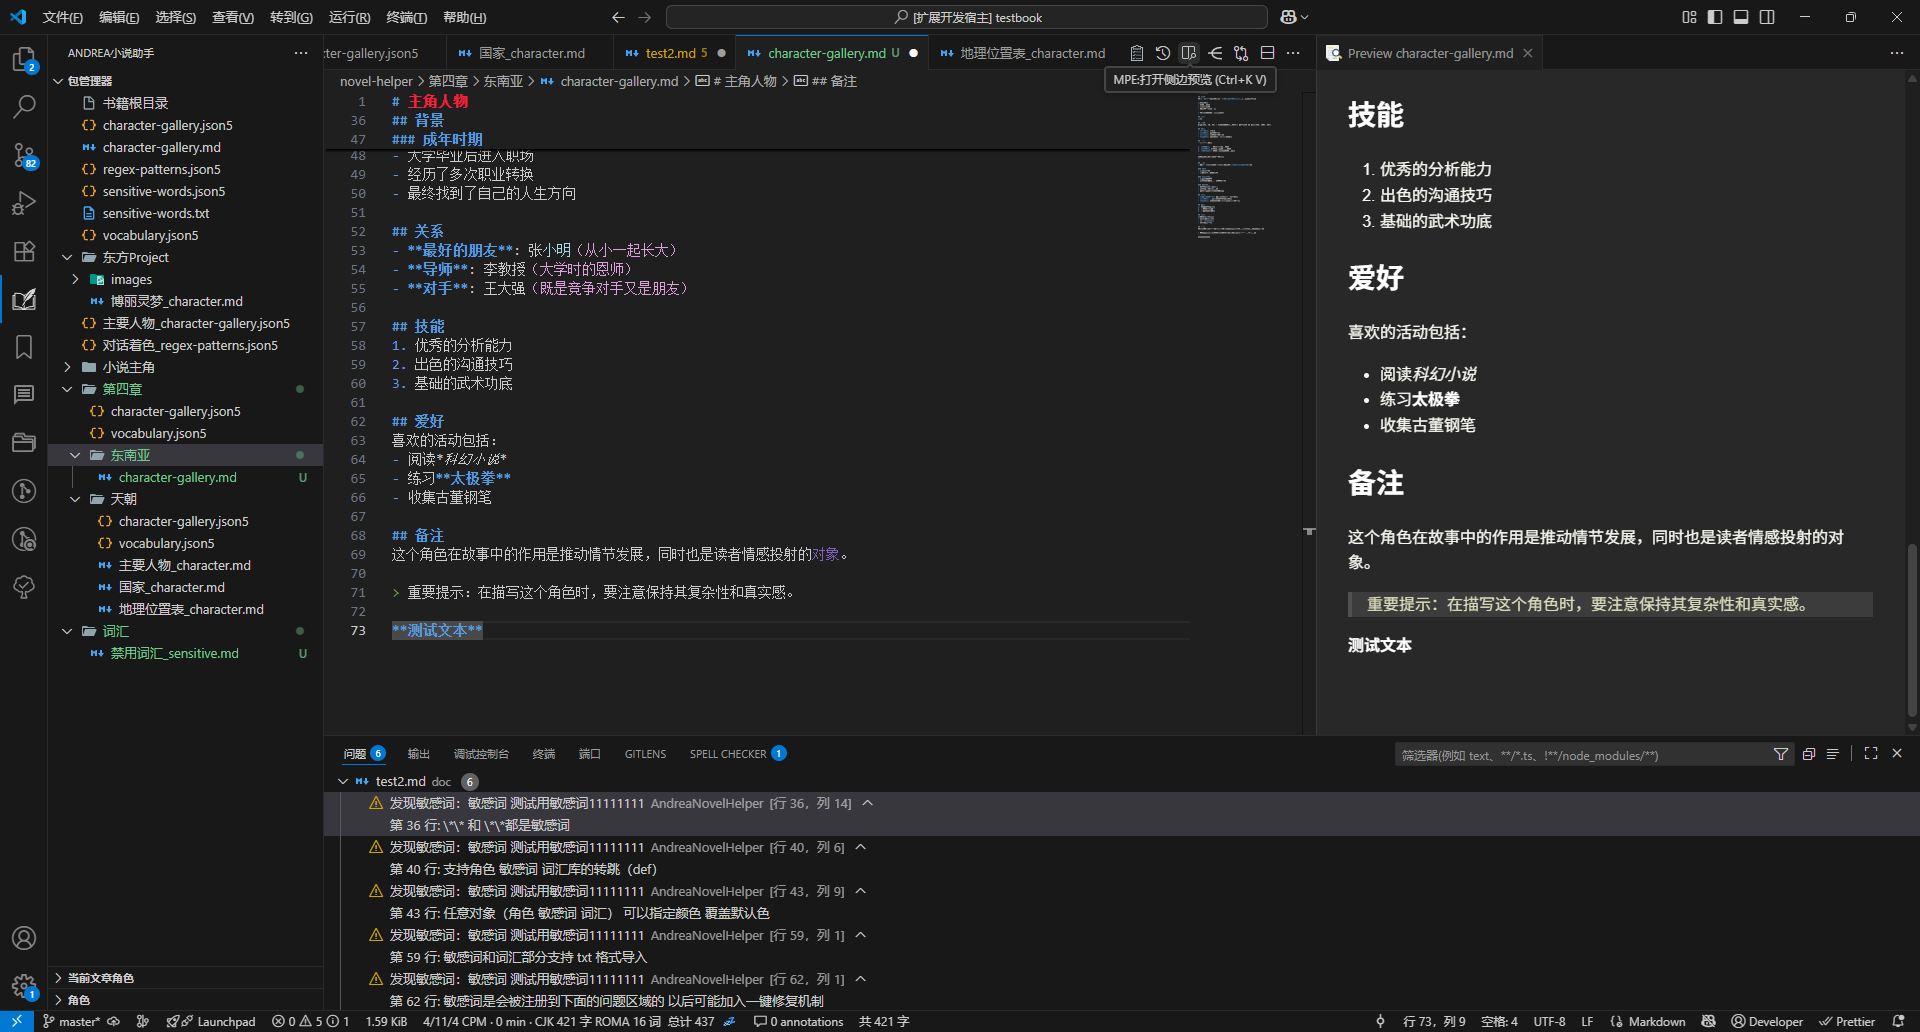 文件(F) 编辑(E) 选择(S) 查看(V) 转到(G) 运行(R) 终端(T) 帮助(H)
[扩展开发宿主] testbook
ANDREA小说助手
包管理器
书籍根目录
character-gallery.json5
character-gallery.md
regex-patterns.json5
sensitive-words.json5
sensitive-words.txt
vocabulary.json5
东方Project
images
博丽灵梦_character.md
主要人物_character-gallery.json5
对话着色_regex-patterns.json5
小说主角
第四章
character-gallery.json5
vocabulary.json5
东南亚
character-gallery.md U
天朝
character-gallery.json5
vocabulary.json5
主要人物_character.md
国家_character.md
地理位置表_character.md
词汇
禁用词汇_sensitive.md U
当前文章角色
角色
2
82
1
cter-gallery.json5
国家_character.md
test2.md 5
character-gallery.md U
地理位置表_character.md
MPE:打开侧边预览 (Ctrl+K V)
novel-helper > 第四章 > 东南亚 > character-gallery.md > # 主角人物 > ## 备注
1 # 主角人物
36 ## 背景
47 ### 成年时期
48 - 大学毕业后进入职场
49 - 经历了多次职业转换
50 - 最终找到了自己的人生方向
51
52 ## 关系
53 - **最好的朋友**: 张小明（从小一起长大）
54 - **导师**: 李教授（大学时的恩师）
55 - **对手**: 王大强（既是竞争对手又是朋友）
56
57 ## 技能
58 1. 优秀的分析能力
59 2. 出色的沟通技巧
60 3. 基础的武术功底
61
62 ## 爱好
63 喜欢的活动包括：
64 - 阅读*科幻小说*
65 - 练习**太极拳**
66 - 收集古董钢笔
67
68 ## 备注
69 这个角色在故事中的作用是推动情节发展，同时也是读者情感投射的对象。
70
71 > 重要提示：在描写这个角色时，要注意保持其复杂性和真实感。
72
73 **测试文本**
Preview character-gallery.md
技能
1. 优秀的分析能力
2. 出色的沟通技巧
3. 基础的武术功底
爱好
喜欢的活动包括：
• 阅读科幻小说
• 练习太极拳
• 收集古董钢笔
备注
这个角色在故事中的作用是推动情节发展，同时也是读者情感投射的对
象。
重要提示：在描写这个角色时，要注意保持其复杂性和真实感。
测试文本
问题 6 输出 调试控制台 终端 端口 GITLENS SPELL CHECKER 1
筛选器(例如 text、**/*.ts、!**/node_modules/**)
test2.md doc 6
发现敏感词：敏感词 测试用敏感词11111111 AndreaNovelHelper [行 36，列 14]
第 36 行: \*\* 和 \*\*都是敏感词
发现敏感词：敏感词 测试用敏感词11111111 AndreaNovelHelper [行 40，列 6]
第 40 行: 支持角色 敏感词 词汇库的转跳（def）
发现敏感词：敏感词 测试用敏感词11111111 AndreaNovelHelper [行 43，列 9]
第 43 行: 任意对象（角色 敏感词 词汇） 可以指定颜色 覆盖默认色
发现敏感词：敏感词 测试用敏感词11111111 AndreaNovelHelper [行 59，列 1]
第 59 行: 敏感词和词汇部分支持 txt 格式导入
发现敏感词：敏感词 测试用敏感词11111111 AndreaNovelHelper [行 62，列 1]
第 62 行: 敏感词是会被注册到下面的问题区域的 以后可能加入一键修复机制
master* Launchpad 0 5 1 1.59 KiB 4/11/4 CPM · 0 min · CJK 421 字 ROMA 16 词 总计 437 0 annotations 共 421 字
行 73，列 9 空格: 4 UTF-8 LF Markdown Developer Prettier